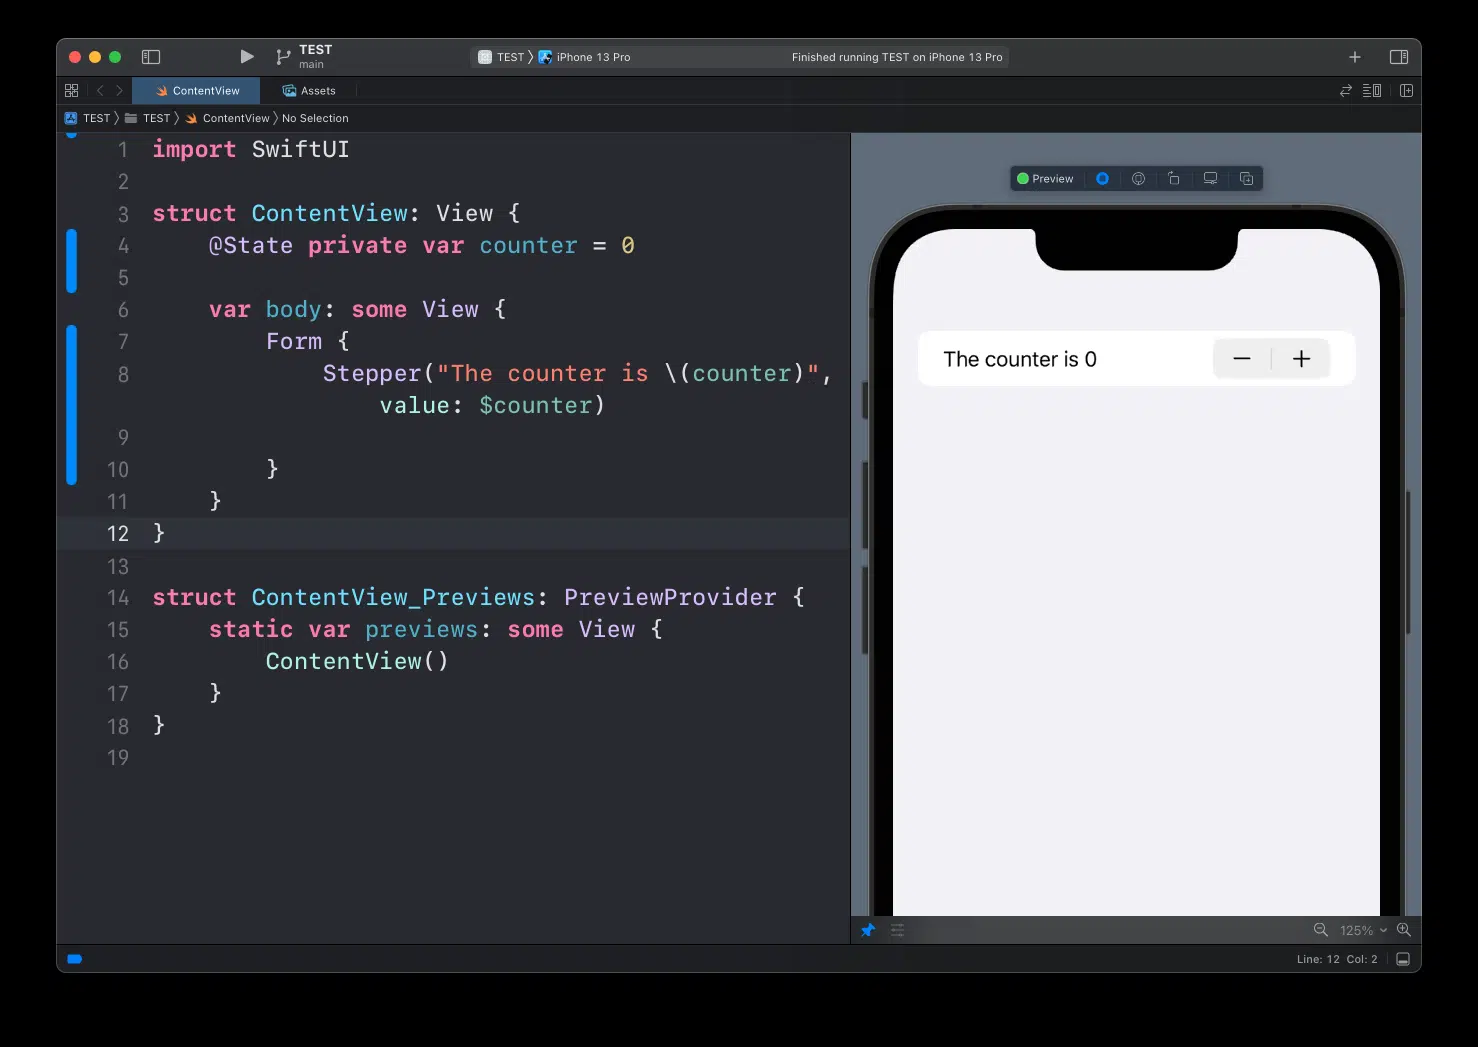 TEST
main
TEST 〉 iPhone 13 Pro
Finished running TEST on iPhone 13 Pro
ContentView
Assets
TEST 〉 TEST 〉 ContentView 〉 No Selection
1 import SwiftUI
2
3 struct ContentView: View {
4 @State private var counter = 0
5
6 var body: some View {
7 Form {
8 Stepper("The counter is \(counter)",
value: $counter)
9
10 }
11 }
12 }
13
14 struct ContentView_Previews: PreviewProvider {
15 static var previews: some View {
16 ContentView()
17 }
18 }
19
Preview
The counter is 0
125%
Line: 12 Col: 2